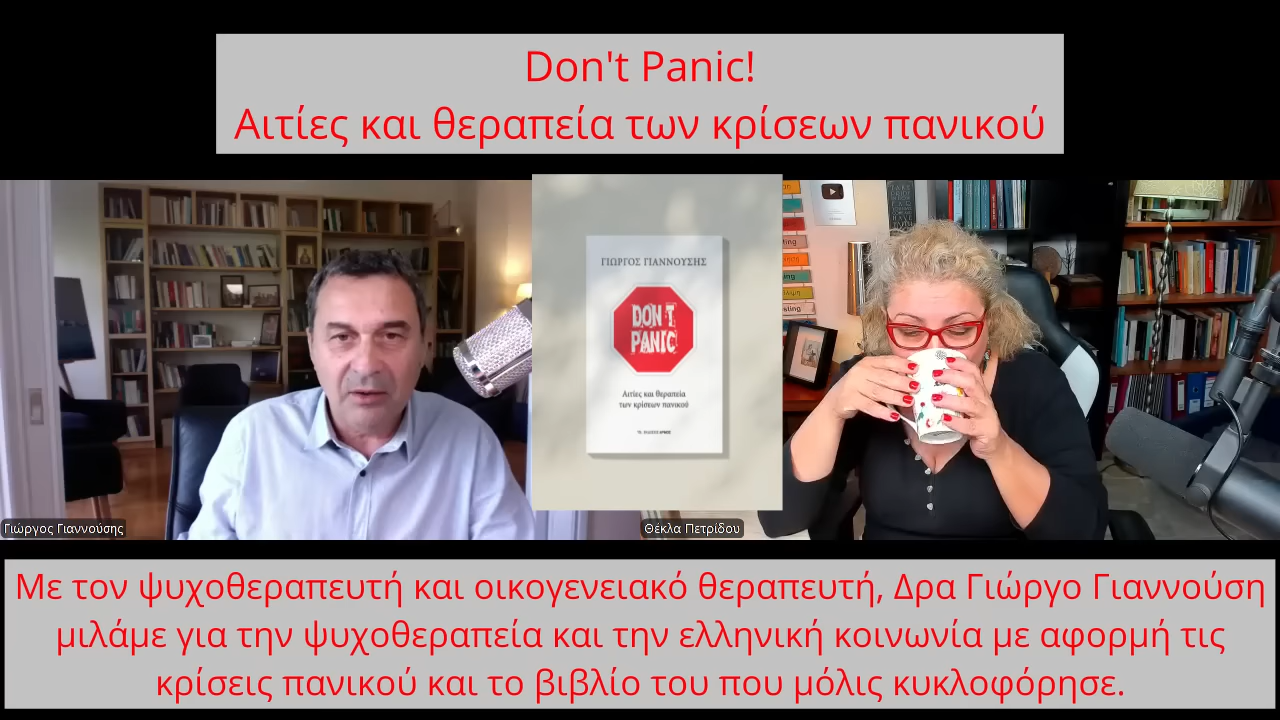 Don't Panic!
Αιτίες και θεραπεία των κρίσεων πανικού
ΓΙΩΡΓΟΣ ΓΙΑΝΝΟΥΣΗΣ
DON'T
PANIC
Αιτίες και θεραπεία
των κρίσεων πανικού
ting
sting
Γιώργος Γιαννούσης
Θέκλα Πετρίδου
Με τον ψυχοθεραπευτή και οικογενειακό θεραπευτή, Δρα Γιώργο Γιαννούση
μιλάμε για την ψυχοθεραπεία και την ελληνική κοινωνία με αφορμή τις
κρίσεις πανικού και το βιβλίο του που μόλις κυκλοφόρησε.